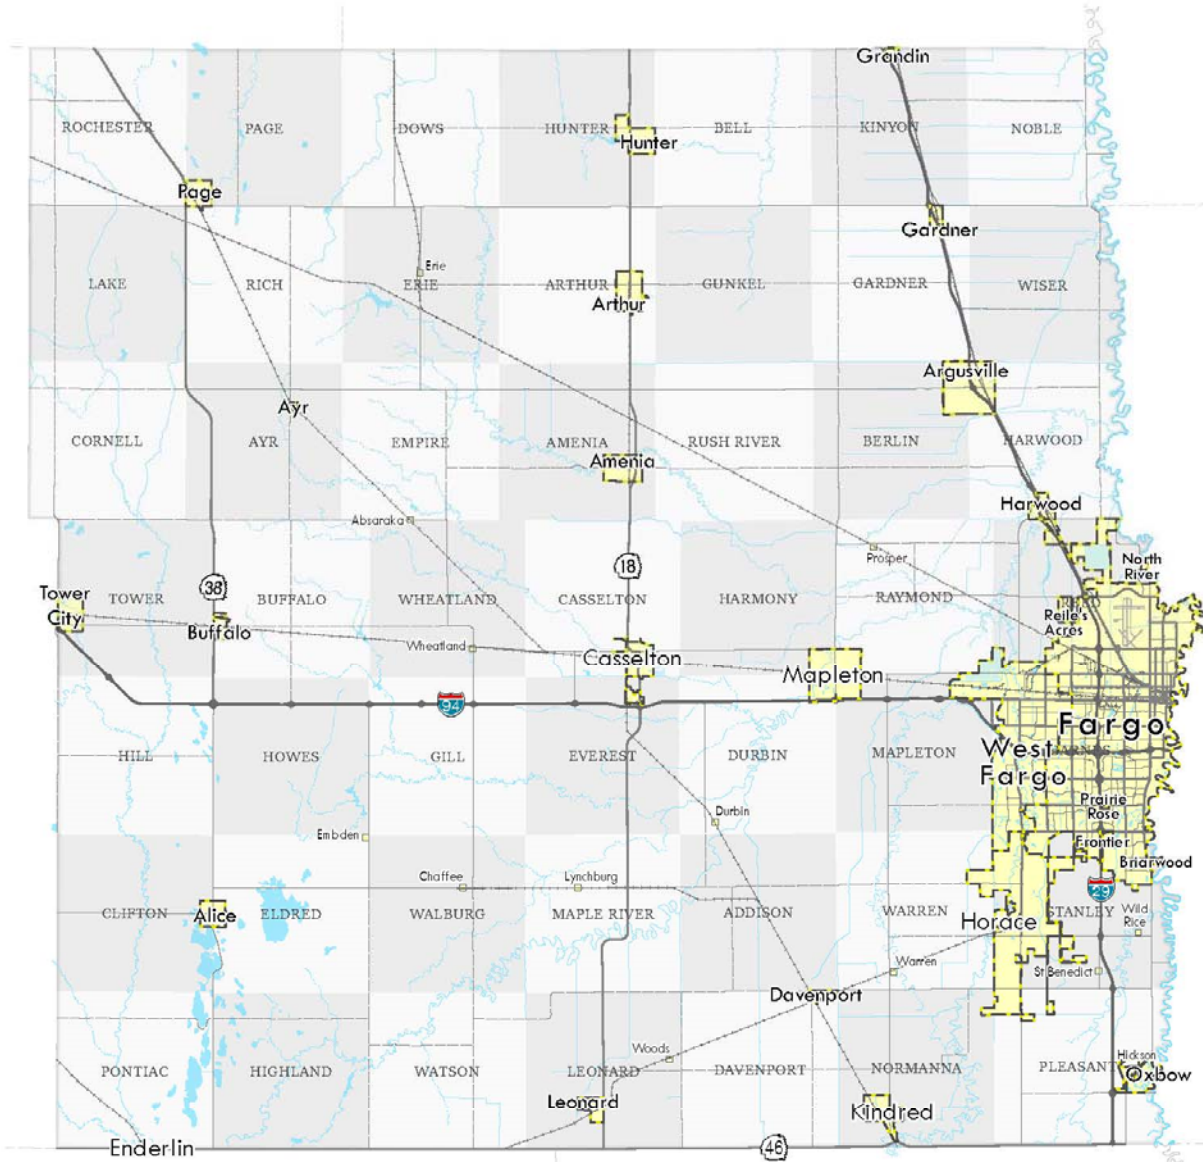 Grandin
ROCHESTER
PAGE
DOWS
HUNTER
BELL
KINYON
NOBLE
Hunter
Page
Gardner
Erie
LAKE
RICH
ERIE
ARTHUR
GUNKEL
GARDNER
WISER
Arthur
Argusville
Ayr
CORNELL
AYR
EMPIRE
AMENIA
RUSH RIVER
BERLIN
HARWOOD
Amenia
Harwood
Absaraka
Prosper
North
River
18
38
Tower
City
TOWER
BUFFALO
WHEATLAND
CASSELTON
HARMONY
RAYMOND
REED
Reile's
Acres
Buffalo
Wheatland
Casselton
Mapleton
94
Fargo
HILL
HOWES
GILL
EVEREST
DURBIN
MAPLETON
BARNES
West
Fargo
Prairie
Rose
Durbin
Embden
Frontier
Briarwood
Chaffee
Lynchburg
29
CLIFTON
Alice
ELDRED
WALBURG
MAPLE RIVER
ADDISON
WARREN
Horace
STANLEY
Wild
Rice
Warren
St Benedict
Davenport
Woods
Hickson
PONTIAC
HIGHLAND
WATSON
LEONARD
DAVENPORT
NORMANNA
PLEASANT
Oxbow
Leonard
Kindred
Enderlin
46